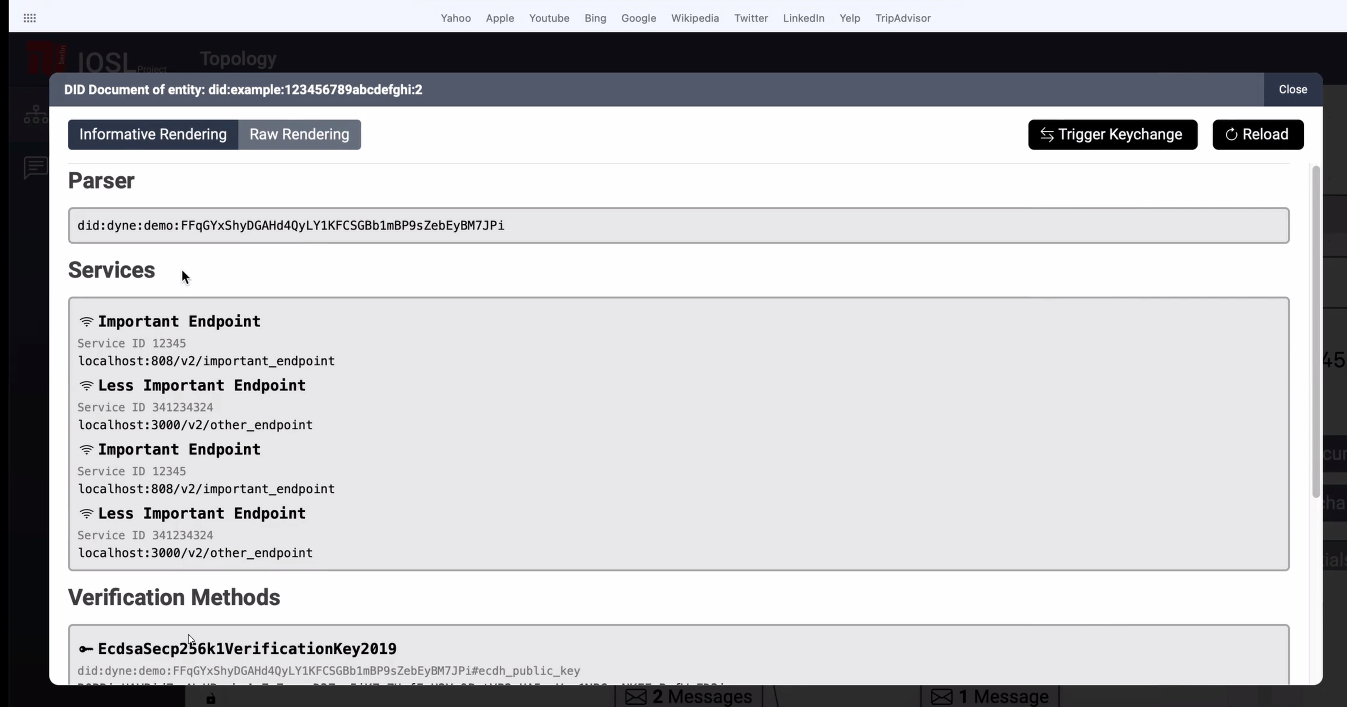 Yahoo Apple Youtube Bing Google Wikipedia Twitter LinkedIn Yelp TripAdvisor
IOSL Project Topology
DID Document of entity: did:example:123456789abcdefghi:2 Close
Informative Rendering Raw Rendering Trigger Keychange Reload
Parser
did:dyne:demo:FFqGYxShyDGAHd4QyLY1KFCSGBb1mBP9sZebEyBM7JPi
Services
Important Endpoint
Service ID 12345
localhost:808/v2/important_endpoint
Less Important Endpoint
Service ID 341234324
localhost:3000/v2/other_endpoint
Important Endpoint
Service ID 12345
localhost:808/v2/important_endpoint
Less Important Endpoint
Service ID 341234324
localhost:3000/v2/other_endpoint
Verification Methods
EcdsaSecp256k1VerificationKey2019
did:dyne:demo:FFqGYxShyDGAHd4QyLY1KFCSGBb1mBP9sZebEyBM7JPi#ecdh_public_key
2 Messages 1 Message